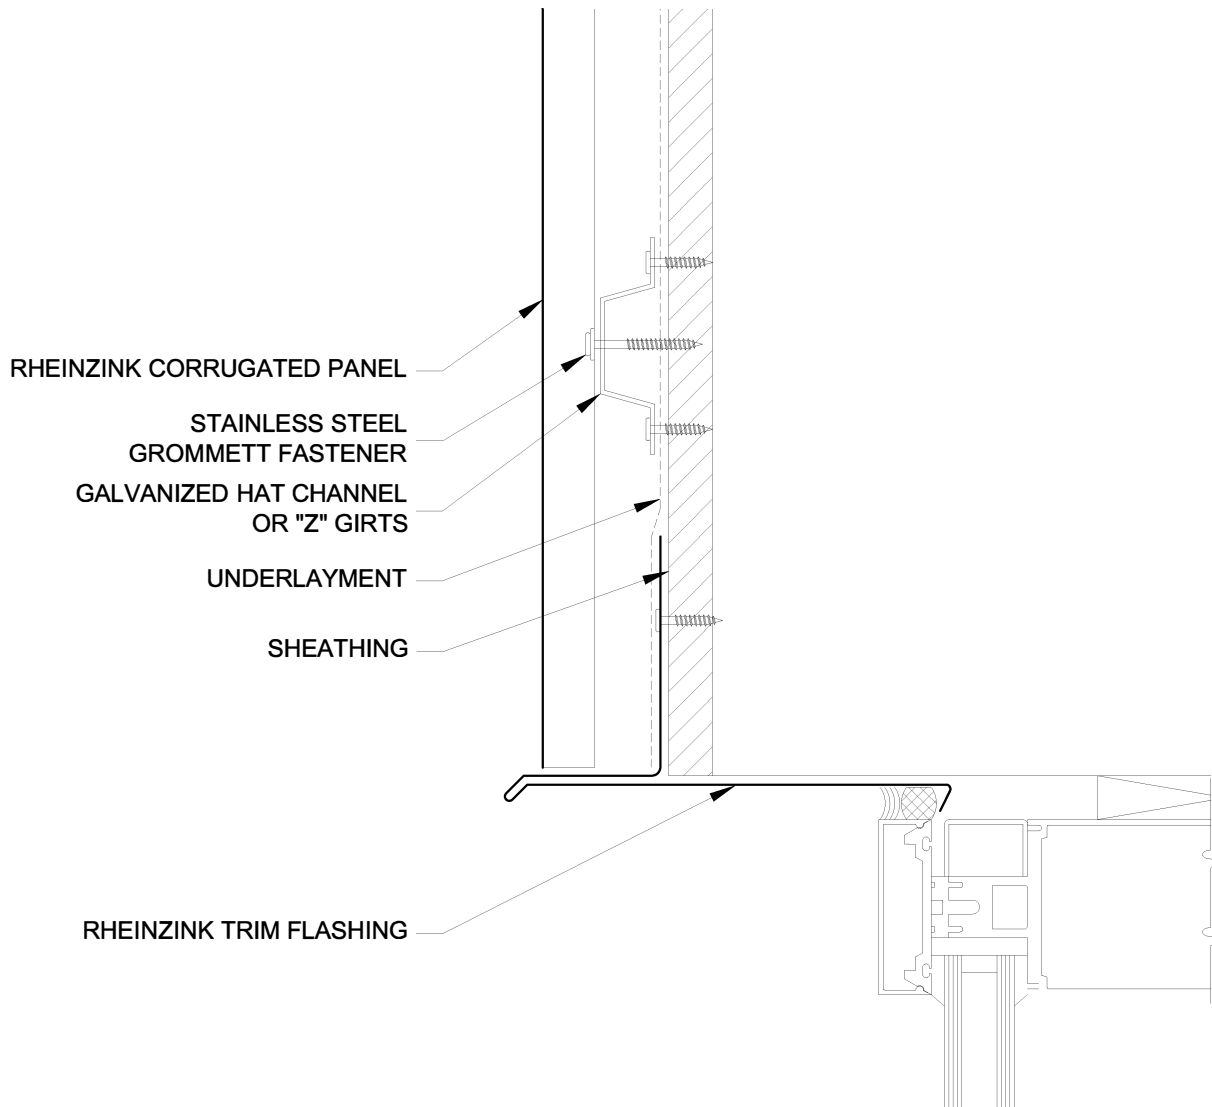 RHEINZINK CORRUGATED PANEL
STAINLESS STEEL
GROMMETT FASTENER
GALVANIZED HAT CHANNEL
OR "Z" GIRTS
UNDERLAYMENT
SHEATHING
RHEINZINK TRIM FLASHING